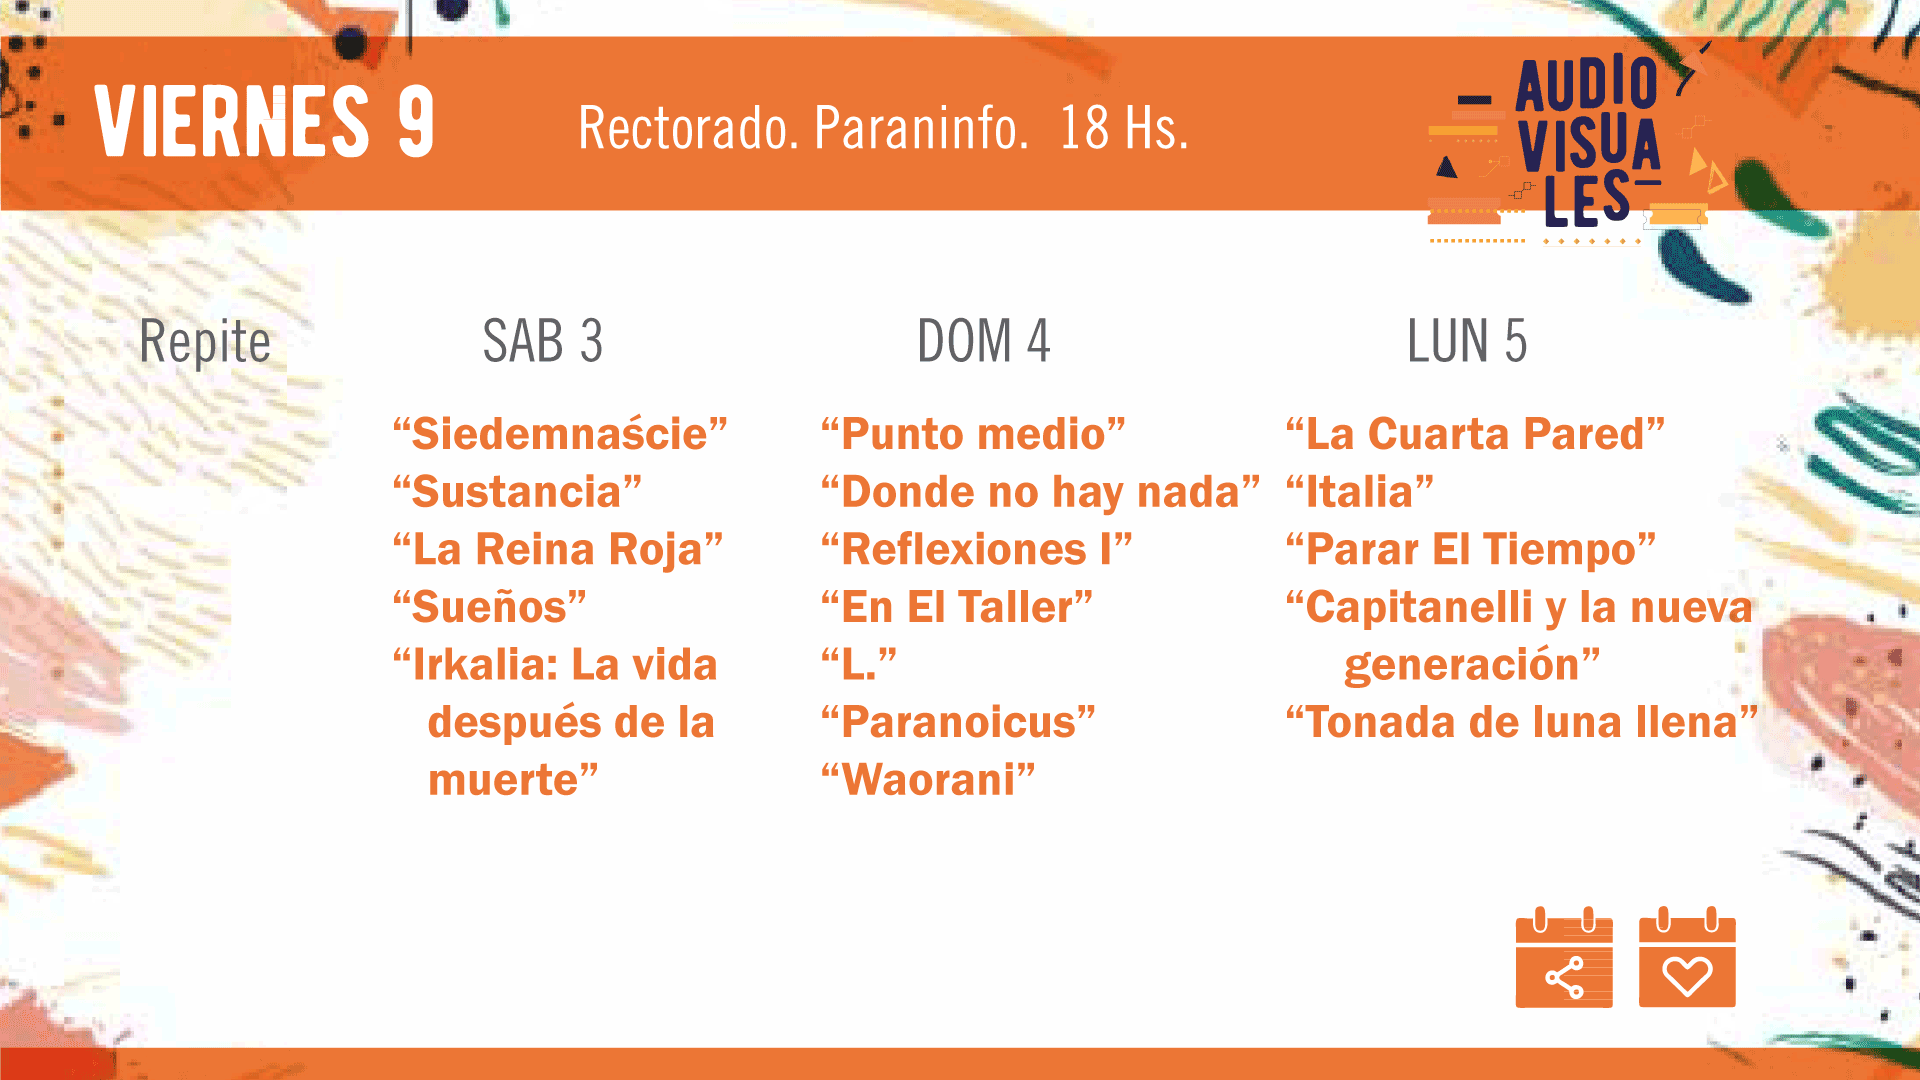 VIERNES 9
Rectorado. Paraninfo. 18 Hs.
AUDIO
VISUA
LES
Repite
SAB 3
“Siedemnaście”
“Sustancia”
“La Reina Roja”
“Sueños”
“Irkalia: La vida
después de la
muerte”
DOM 4
“Punto medio”
“Donde no hay nada”
“Reflexiones I”
“En El Taller”
“L.”
“Paranoicus”
“Waorani”
LUN 5
“La Cuarta Pared”
“Italia”
“Parar El Tiempo”
“Capitanelli y la nueva
generación”
“Tonada de luna llena”